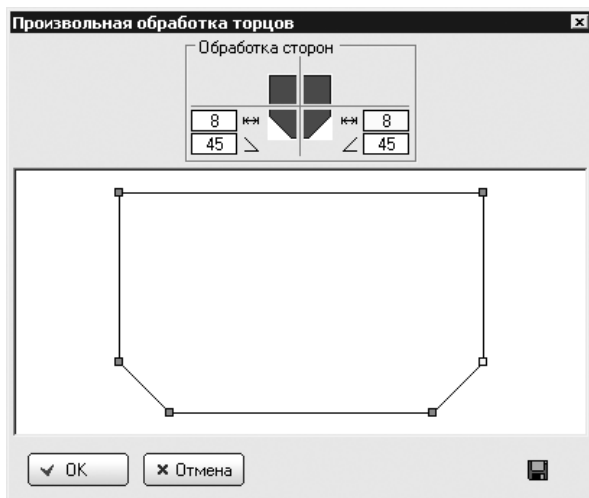 Произвольная обработка торцов
Обработка сторон
8 8
45 45
OK Отмена